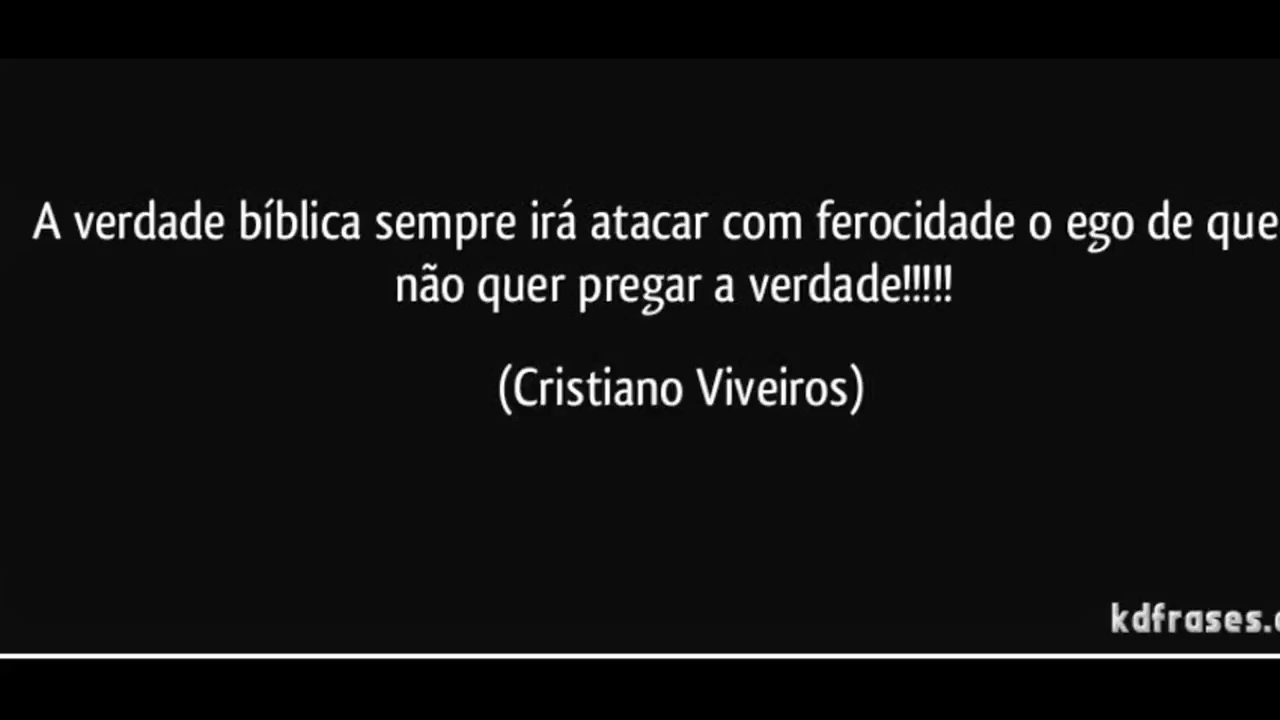 A verdade bíblica sempre irá atacar com ferocidade o ego de que
não quer pregar a verdade!!!!!
(Cristiano Viveiros)
kdfrases.